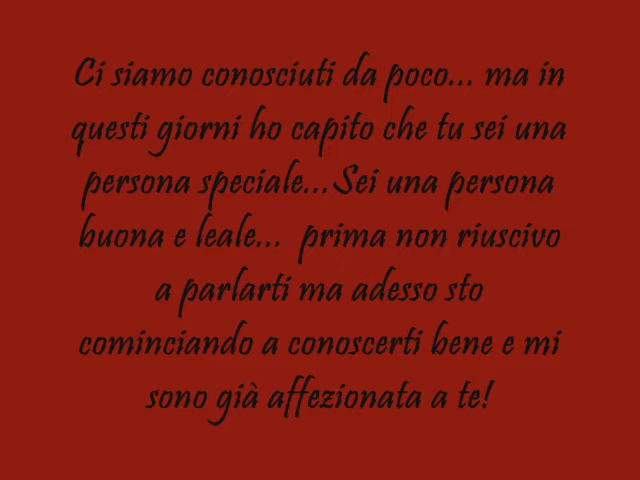 Ci siamo conosciuti da poco... ma in
questi giorni ho capito che tu sei una
persona speciale...Sei una persona
buona e leale... prima non riuscivo
a parlarti ma adesso sto
cominciando a conoscerti bene e mi
sono già affezionata a te!